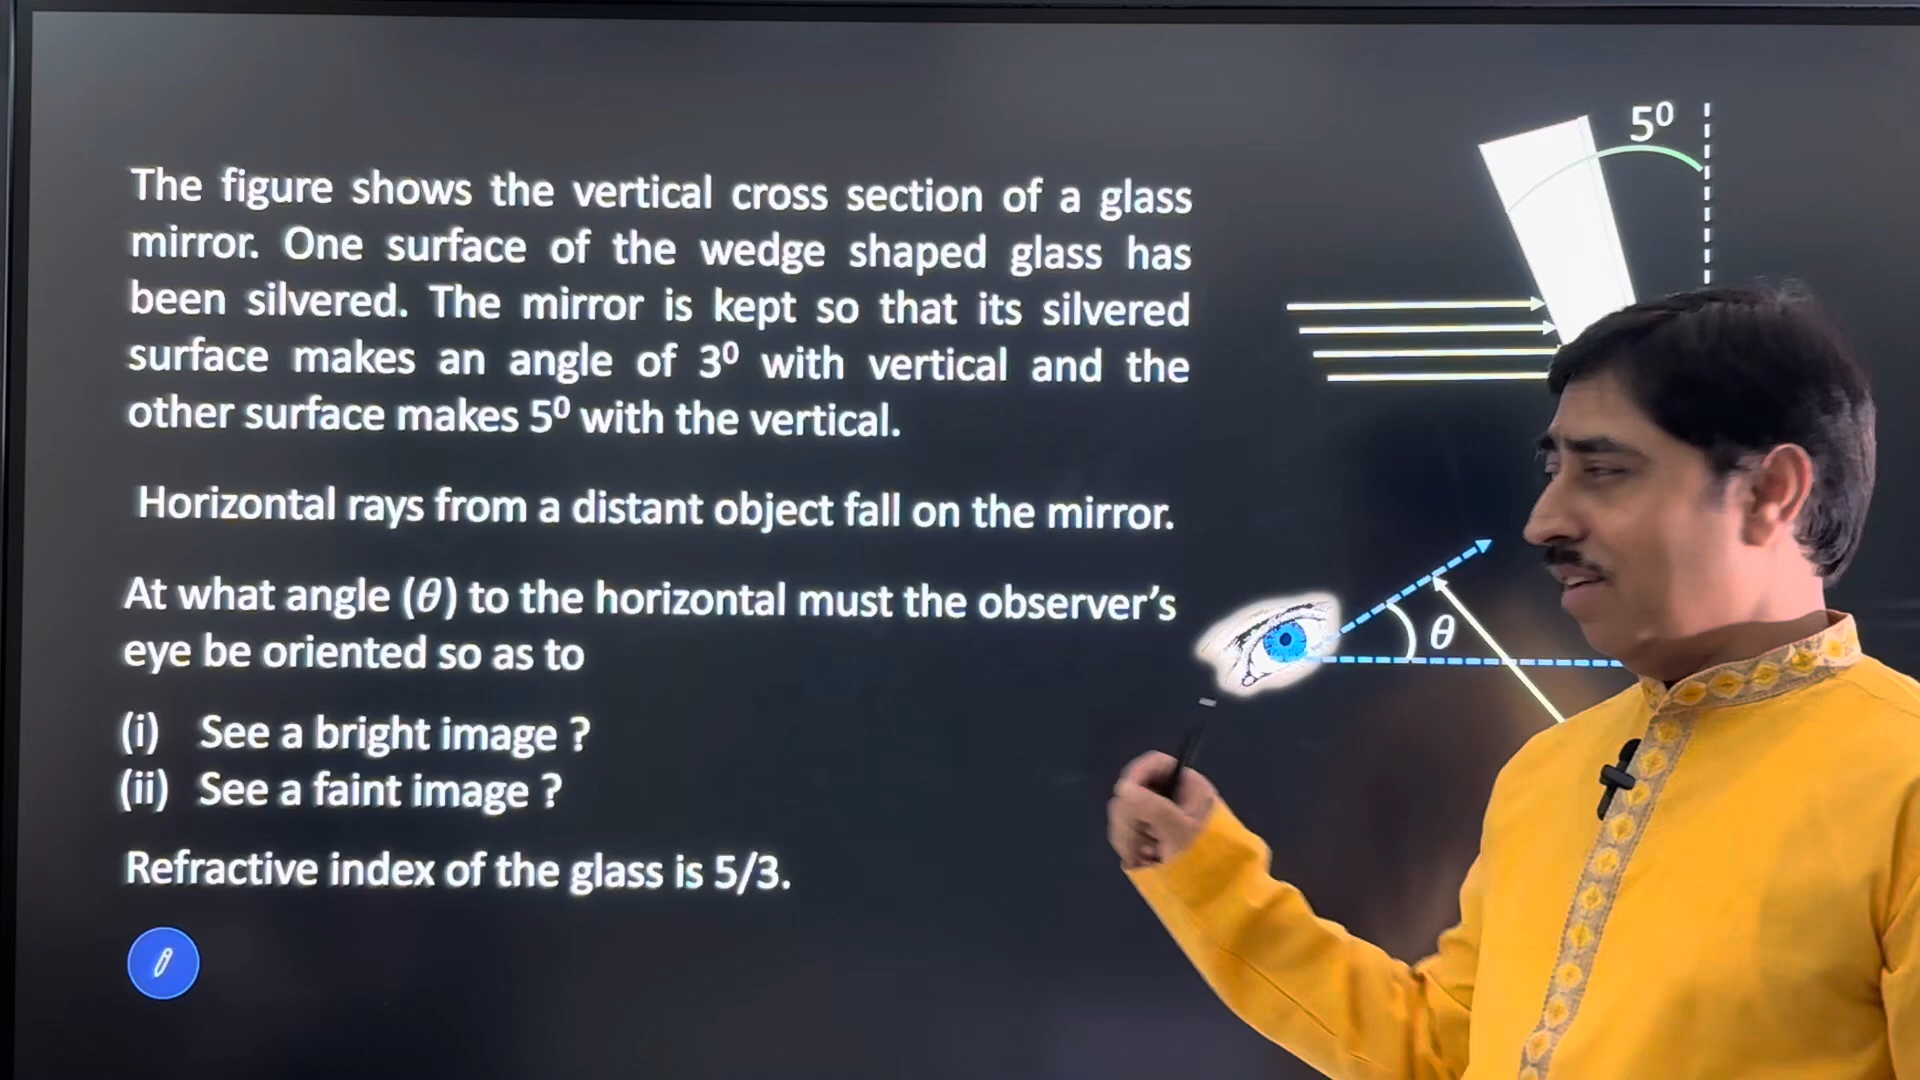 5⁰
The figure shows the vertical cross section of a glass
mirror. One surface of the wedge shaped glass has
been silvered. The mirror is kept so that its silvered
surface makes an angle of 3⁰ with vertical and the
other surface makes 5⁰ with the vertical.
Horizontal rays from a distant object fall on the mirror.
At what angle (θ) to the horizontal must the observer's
eye be oriented so as to
θ
(i) See a bright image ?
(ii) See a faint image ?
Refractive index of the glass is 5/3.